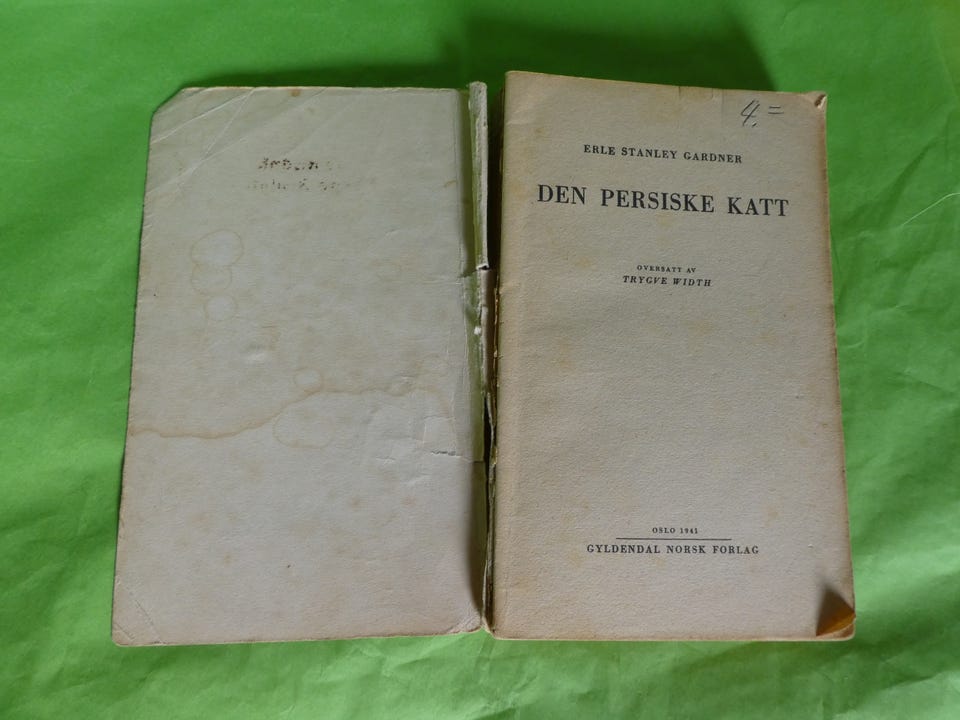 4.=
ERLE STANLEY GARDNER
DEN PERSISKE KATT
OVERSATT AV
TRYGVE WIDTH
OSLO 1941
GYLDENDAL NORSK FORLAG